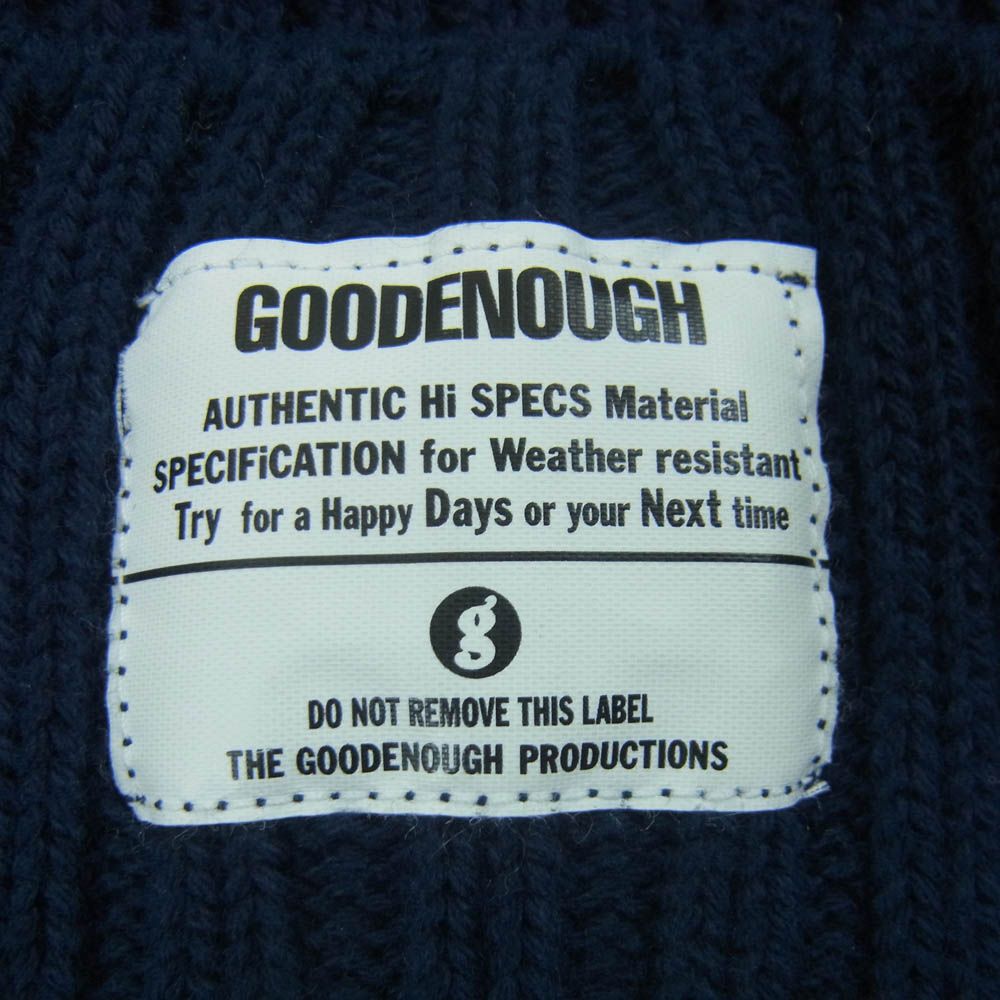 GOODENOUGH
AUTHENTIC Hi SPECS Material
SPECiFiCATION for Weather resistant
Try for a Happy Days or your Next time
g
DO NOT REMOVE THIS LABEL
THE GOODENOUGH PRODUCTIONS